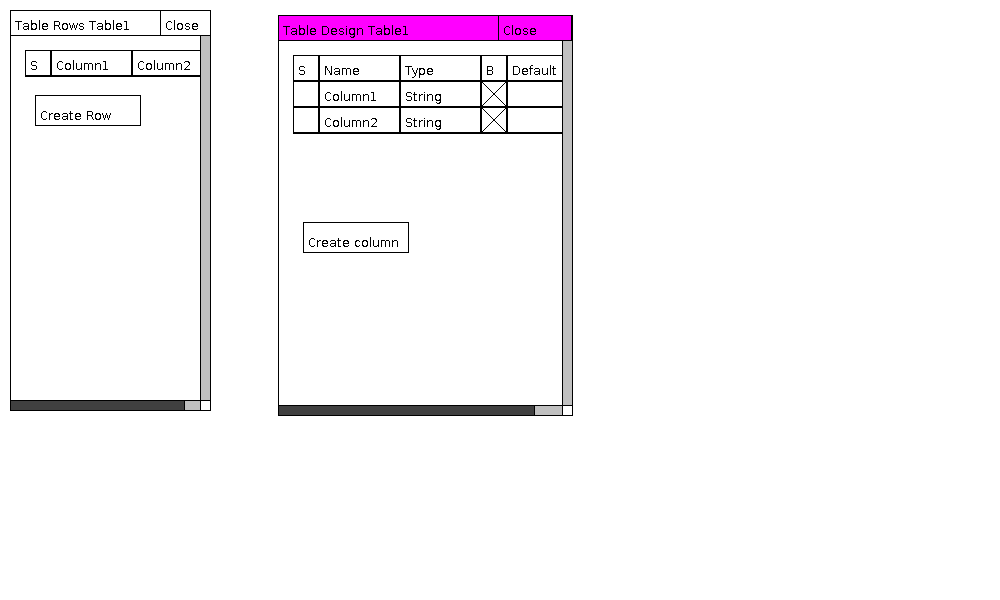 Table Rows Table1 Close
S Column1 Column2
Create Row
Table Design Table1 Close
S Name Type B Default
Column1 String
Column2 String
Create column